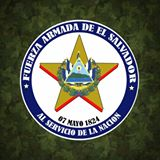 FUERZA ARMADA DE EL SALVADOR
07 MAYO 1824
AL SERVICIO DE LA NACION